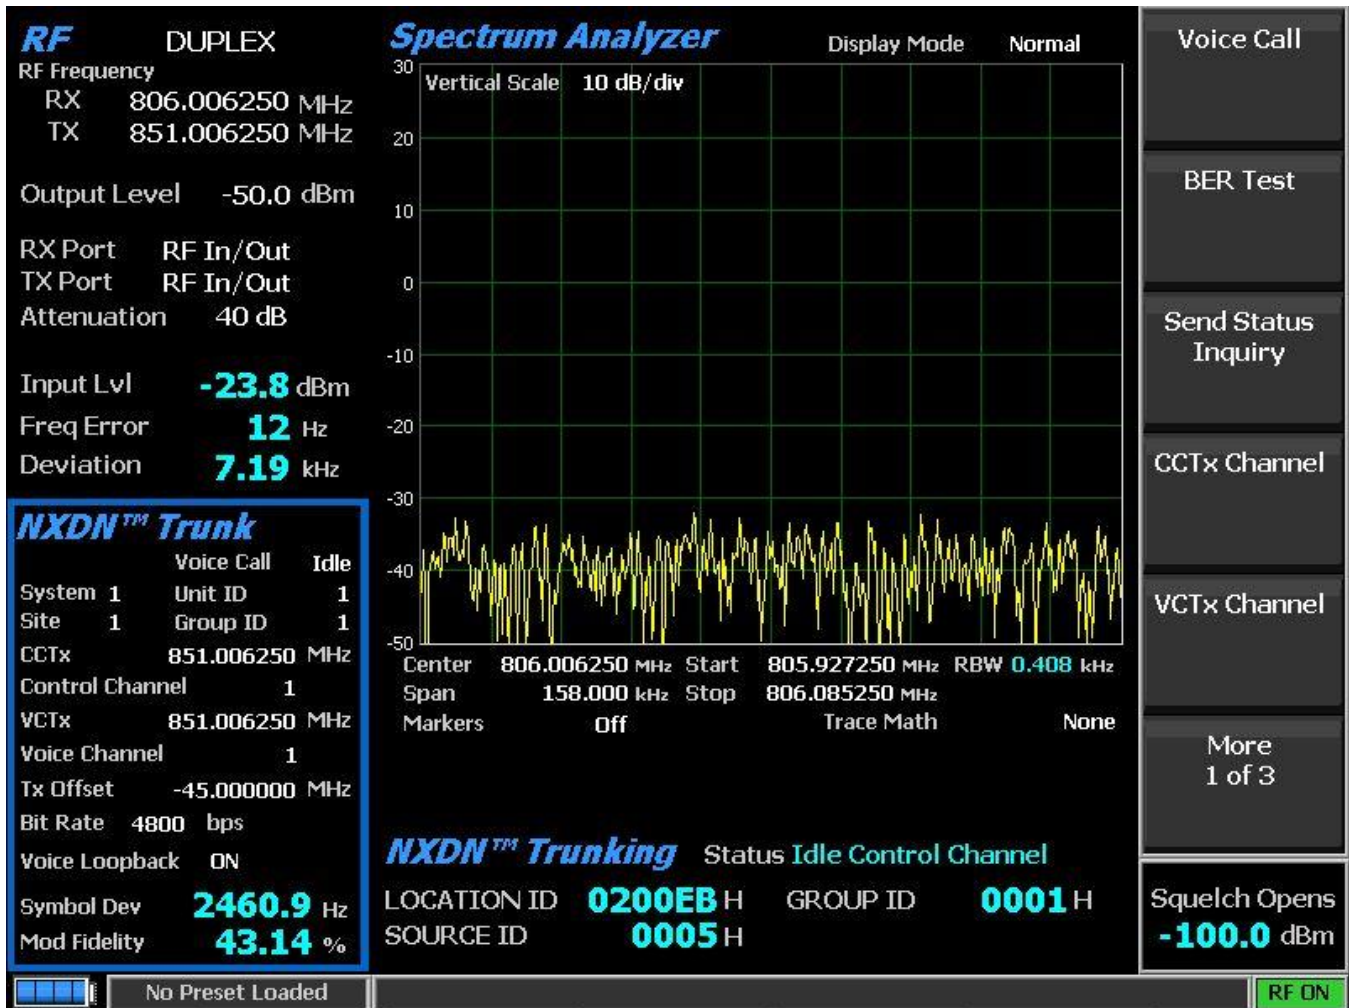 RF DUPLEX
RF Frequency
RX 806.006250 MHz
TX 851.006250 MHz
Output Level -50.0 dBm
RX Port RF In/Out
TX Port RF In/Out
Attenuation 40 dB
Input Lvl -23.8 dBm
Freq Error 12 Hz
Deviation 7.19 kHz
NXDN™ Trunk
Voice Call Idle
System 1 Unit ID 1
Site 1 Group ID 1
CCTx 851.006250 MHz
Control Channel 1
VCTx 851.006250 MHz
Voice Channel 1
Tx Offset -45.000000 MHz
Bit Rate 4800 bps
Voice Loopback ON
Symbol Dev 2460.9 Hz
Mod Fidelity 43.14 %
Spectrum Analyzer Display Mode Normal
Vertical Scale 10 dB/div
30
20
10
0
-10
-20
-30
-40
-50
Center 806.006250 MHz Start 805.927250 MHz RBW 0.408 kHz
Span 158.000 kHz Stop 806.085250 MHz
Markers Off Trace Math None
NXDN™ Trunking Status Idle Control Channel
LOCATION ID 0200EB H GROUP ID 0001 H
SOURCE ID 0005 H
Voice Call
BER Test
Send Status
Inquiry
CCTx Channel
VCTx Channel
More
1 of 3
Squelch Opens
-100.0 dBm
No Preset Loaded
RF ON